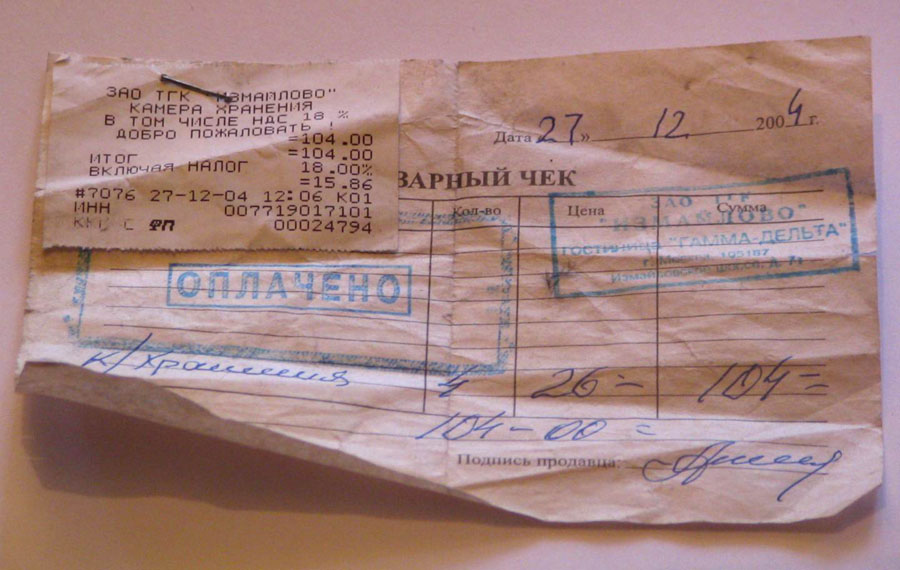 ЗАО ТГК "ИЗМАЙЛОВО"
КАМЕРА ХРАНЕНИЯ
В ТОМ ЧИСЛЕ НДС 18 %
ДОБРО ПОЖАЛОВАТЬ !
=104.00
ИТОГ =104.00
ВКЛЮЧАЯ НАЛОГ 18.00%
=15.86
#7076 27-12-04 12:06 К01
ИНН 007719017101
ФП 00024794
Дата 27 » 12 2004 г.
ВАРНЫЙ ЧЕК
Кол-во Цена Сумма
ЗАО
"ИЗМАЙЛОВО"
ГОСТИНИЦА "ГАММА-ДЕЛЬТА"
г. Москва 105187
Измайловское ш.
ОПЛАЧЕНО
к/Хранения 4 26= 104=
104-00=
Подпись продавца